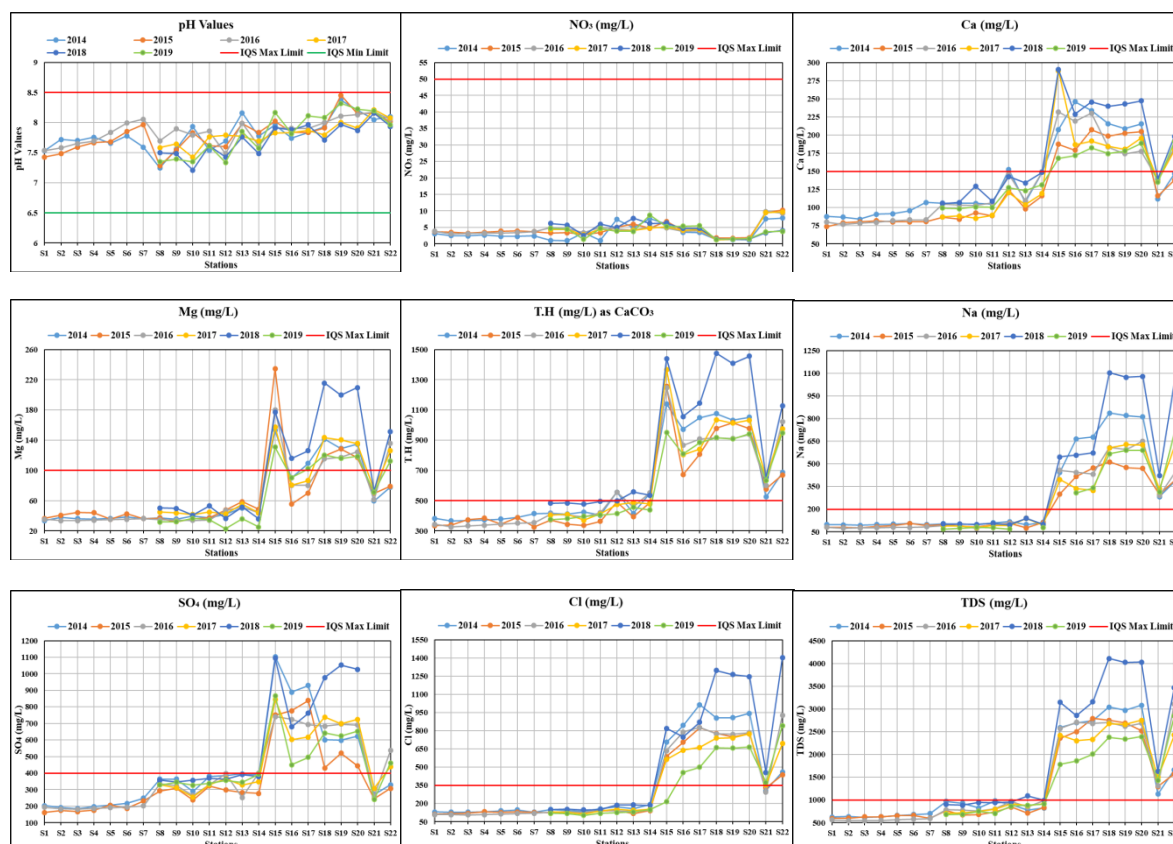 pH Values
2014 2015 2016 2017
2018 2019 IQS Max Limit IQS Min Limit
pH Values
9
8.5
8
7.5
7
6.5
6
S1 S2 S3 S4 S5 S6 S7 S8 S9 S10 S11 S12 S13 S14 S15 S16 S17 S18 S19 S20 S21 S22
Stations
NO₃ (mg/L)
2014 2015 2016 2017 2018 2019 IQS Max Limit
NO₃ (mg/L)
55
50
45
40
35
30
25
20
15
10
5
0
S1 S2 S3 S4 S5 S6 S7 S8 S9 S10 S11 S12 S13 S14 S15 S16 S17 S18 S19 S20 S21 S22
Stations
Ca (mg/L)
2014 2015 2016 2017 2018 2019 IQS Max Limit
Ca (mg/L)
300
275
250
225
200
175
150
125
100
75
50
S1 S2 S3 S4 S5 S6 S7 S8 S9 S10 S11 S12 S13 S14 S15 S16 S17 S18 S19 S20 S21
Stations
Mg (mg/L)
2014 2015 2016 2017 2018 2019 IQS Max Limit
Mg (mg/L)
260
220
180
140
100
60
20
S1 S2 S3 S4 S5 S6 S7 S8 S9 S10 S11 S12 S13 S14 S15 S16 S17 S18 S19 S20 S21 S22
Stations
T.H (mg/L) as CaCO₃
2014 2015 2016 2017 2018 2019 IQS Max Limit
T.H (mg/L)
1500
1300
1100
900
700
500
300
S1 S2 S3 S4 S5 S6 S7 S8 S9 S10 S11 S12 S13 S14 S15 S16 S17 S18 S19 S20 S21 S22
Stations
Na (mg/L)
2014 2015 2016 2017 2018 2019 IQS Max Limit
Na (mg/L)
1250
1100
950
800
650
500
350
200
50
S1 S2 S3 S4 S5 S6 S7 S8 S9 S10 S11 S12 S13 S14 S15 S16 S17 S18 S19 S20 S21
Stations
SO₄ (mg/L)
2014 2015 2016 2017 2018 2019 IQS Max Limit
SO₄ (mg/L)
1200
1100
1000
900
800
700
600
500
400
300
200
100
S1 S2 S3 S4 S5 S6 S7 S8 S9 S10 S11 S12 S13 S14 S15 S16 S17 S18 S19 S20 S21 S22
Stations
Cl (mg/L)
2014 2015 2016 2017 2018 2019 IQS Max Limit
Cl (mg/L)
1550
1350
1150
950
750
550
350
150
50
S1 S2 S3 S4 S5 S6 S7 S8 S9 S10 S11 S12 S13 S14 S15 S16 S17 S18 S19 S20 S21 S22
Stations
TDS (mg/L)
2014 2015 2016 2017 2018 2019 IQS Max Limit
TDS (mg/L)
4500
4000
3500
3000
2500
2000
1500
1000
500
S1 S2 S3 S4 S5 S6 S7 S8 S9 S10 S11 S12 S13 S14 S15 S16 S17 S18 S19 S20 S21
Stations